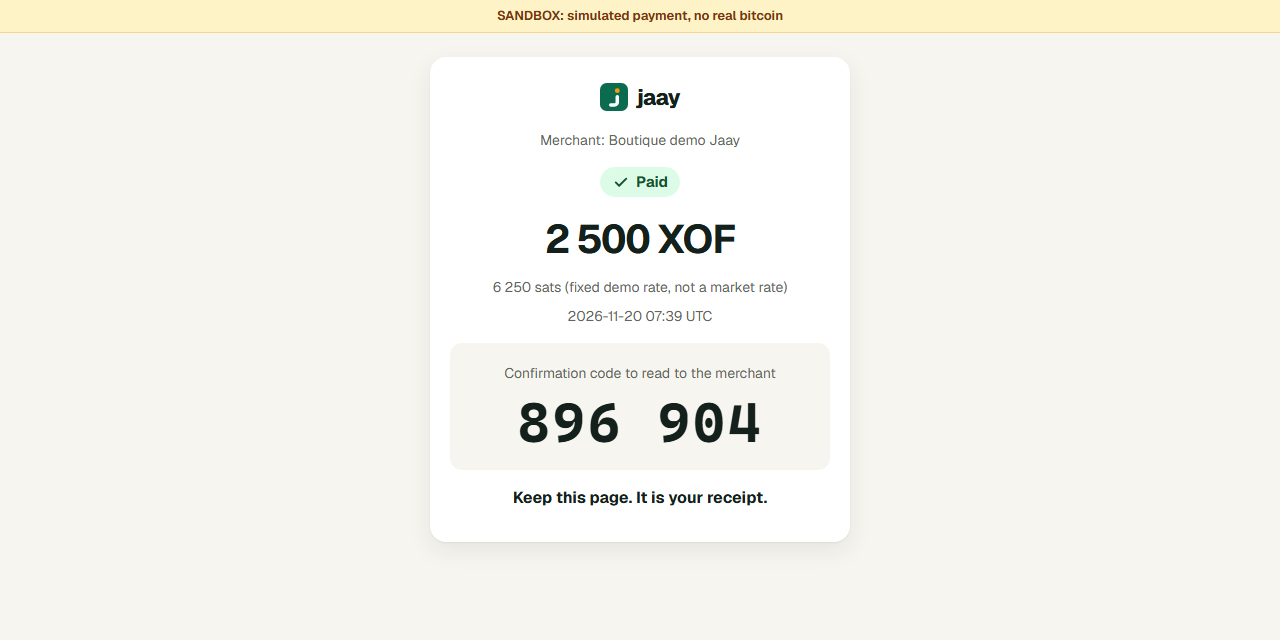 SANDBOX: simulated payment, no real bitcoin
jaay
Merchant: Boutique demo Jaay
Paid
2 500 XOF
6 250 sats (fixed demo rate, not a market rate)
2026-11-20 07:39 UTC
Confirmation code to read to the merchant
896 904
Keep this page. It is your receipt.